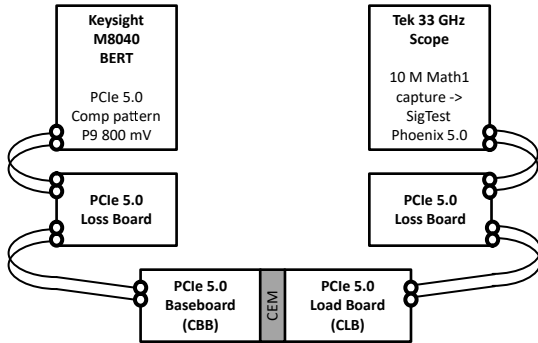 Keysight
M8040
BERT
PCIe 5.0
Comp pattern
P9 800 mV
Tek 33 GHz
Scope
10 M Math1
capture ->
SigTest
Phoenix 5.0
PCIe 5.0
Loss Board
PCIe 5.0
Loss Board
PCIe 5.0
Baseboard
(CBB)
CEM
PCIe 5.0
Load Board
(CLB)